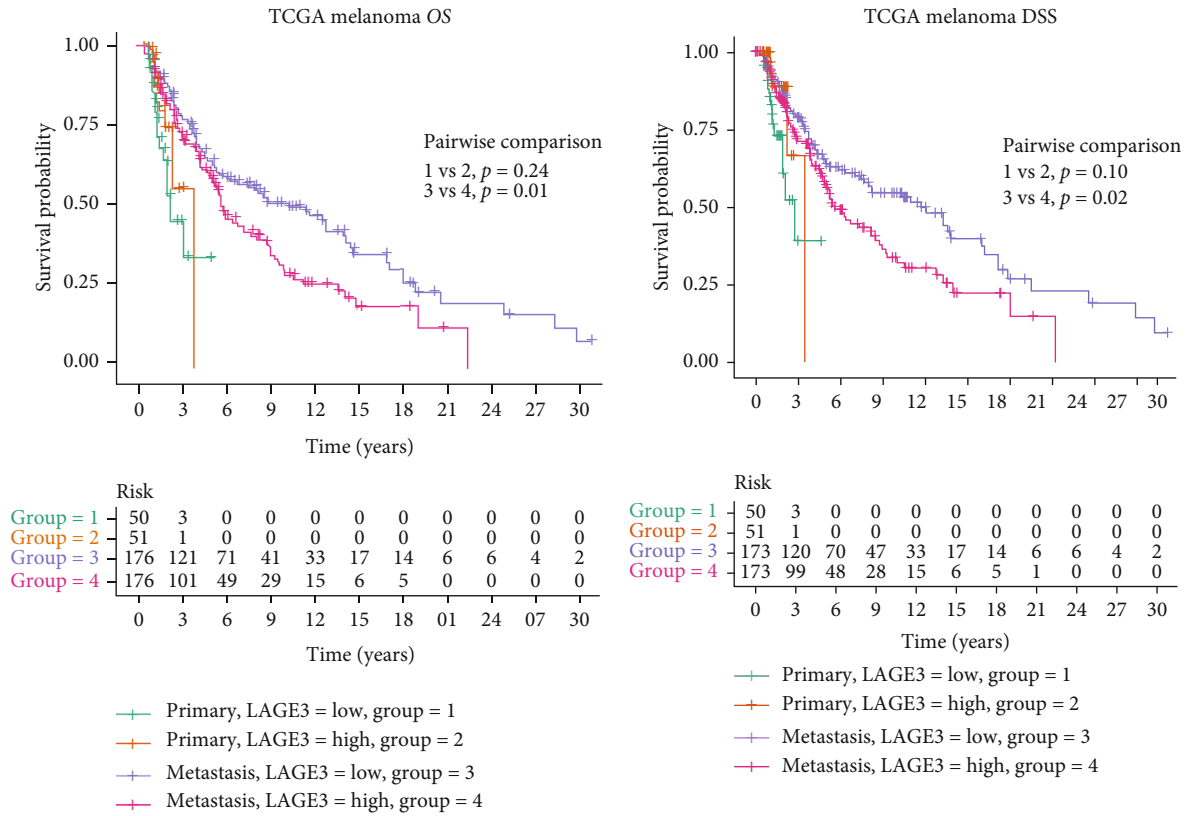 TCGA melanoma OS
1.00
0.75
0.50
0.25
0.00
Survival probability
Pairwise comparison
1 vs 2, p = 0.24
3 vs 4, p = 0.01
0 3 6 9 12 15 18 21 24 27 30
Time (years)
Risk
Group = 1 50 3 0 0 0 0 0 0 0 0 0
Group = 2 51 1 0 0 0 0 0 0 0 0 0
Group = 3 176 121 71 41 33 17 14 6 6 4 2
Group = 4 176 101 49 29 15 6 5 0 0 0 0
0 3 6 9 12 15 18 01 24 07 30
Time (years)
Primary, LAGE3 = low, group = 1
Primary, LAGE3 = high, group = 2
Metastasis, LAGE3 = low, group = 3
Metastasis, LAGE3 = high, group = 4
TCGA melanoma DSS
1.00
0.75
0.50
0.25
0.00
Survival probability
Pairwise comparison
1 vs 2, p = 0.10
3 vs 4, p = 0.02
0 3 6 9 12 15 18 21 24 27 30
Time (years)
Risk
Group = 1 50 3 0 0 0 0 0 0 0 0 0
Group = 2 51 1 0 0 0 0 0 0 0 0 0
Group = 3 173 120 70 47 33 17 14 6 6 4 2
Group = 4 173 99 48 28 15 6 5 1 0 0 0
0 3 6 9 12 15 18 21 24 27 30
Time (years)
Primary, LAGE3 = low, group = 1
Primary, LAGE3 = high, group = 2
Metastasis, LAGE3 = low, group = 3
Metastasis, LAGE3 = high, group = 4